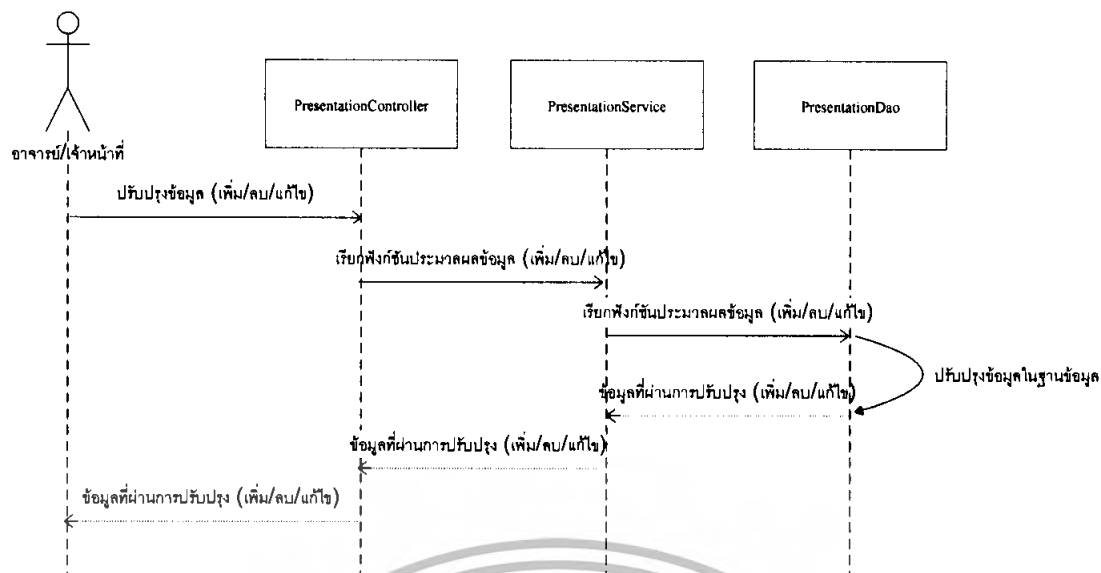 PresentationController
PresentationService
PresentationDao
อาจารย์/เจ้าหน้าที่
ปรับปรุงข้อมูล (เพิ่ม/ลบ/แก้ไข)
เรียกฟังก์ชันประมวลผลข้อมูล (เพิ่ม/ลบ/แก้ไข)
เรียกฟังก์ชันประมวลผลข้อมูล (เพิ่ม/ลบ/แก้ไข)
ปรับปรุงข้อมูลในฐานข้อมูล
ข้อมูลที่ผ่านการปรับปรุง (เพิ่ม/ลบ/แก้ไข)
ข้อมูลที่ผ่านการปรับปรุง (เพิ่ม/ลบ/แก้ไข)
ข้อมูลที่ผ่านการปรับปรุง (เพิ่ม/ลบ/แก้ไข)